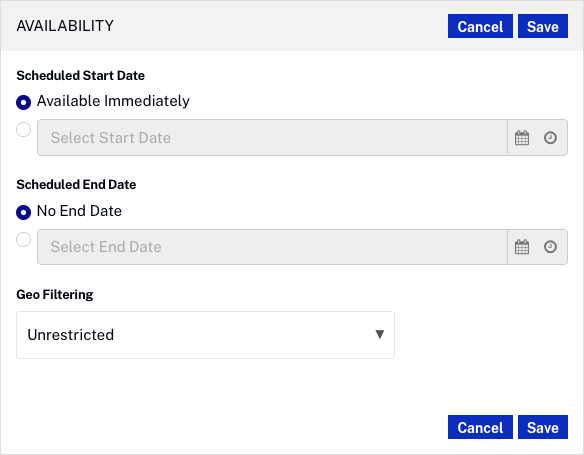 AVAILABILITY
Cancel Save
Scheduled Start Date
Available Immediately
Select Start Date
Scheduled End Date
No End Date
Select End Date
Geo Filtering
Unrestricted
Cancel Save